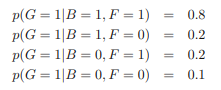 p(G = 1|B = 1, F = 1) = 0.8
p(G = 1|B = 1, F = 0) = 0.2
p(G = 1|B = 0, F = 1) = 0.2
p(G = 1|B = 0, F = 0) = 0.1